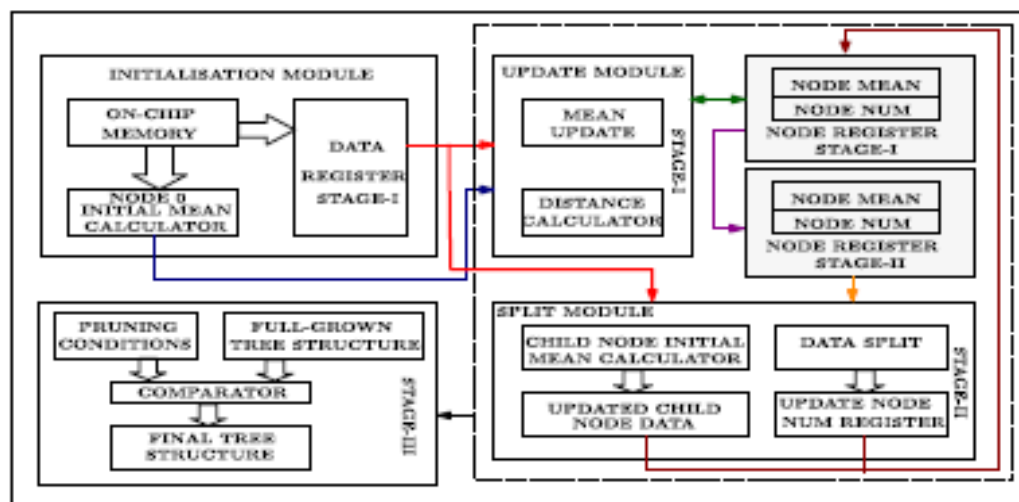 INITIALISATION MODULE
ON-CHIP
MEMORY
DATA
REGISTER
STAGE-I
NODE 0
INITIAL MEAN
CALCULATOR
UPDATE MODULE
MEAN
UPDATE
DISTANCE
CALCULATOR
STAGE-I
NODE MEAN
NODE NUM
NODE REGISTER
STAGE-I
NODE MEAN
NODE NUM
NODE REGISTER
STAGE-II
PRUNING
CONDITIONS
FULL-GROWN
TREE STRUCTURE
COMPARATOR
FINAL TREE
STRUCTURE
STAGE-III
SPLIT MODULE
CHILD NODE INITIAL
MEAN CALCULATOR
DATA SPLIT
UPDATED CHILD
NODE DATA
UPDATE NODE
NUM REGISTER
STAGE-II